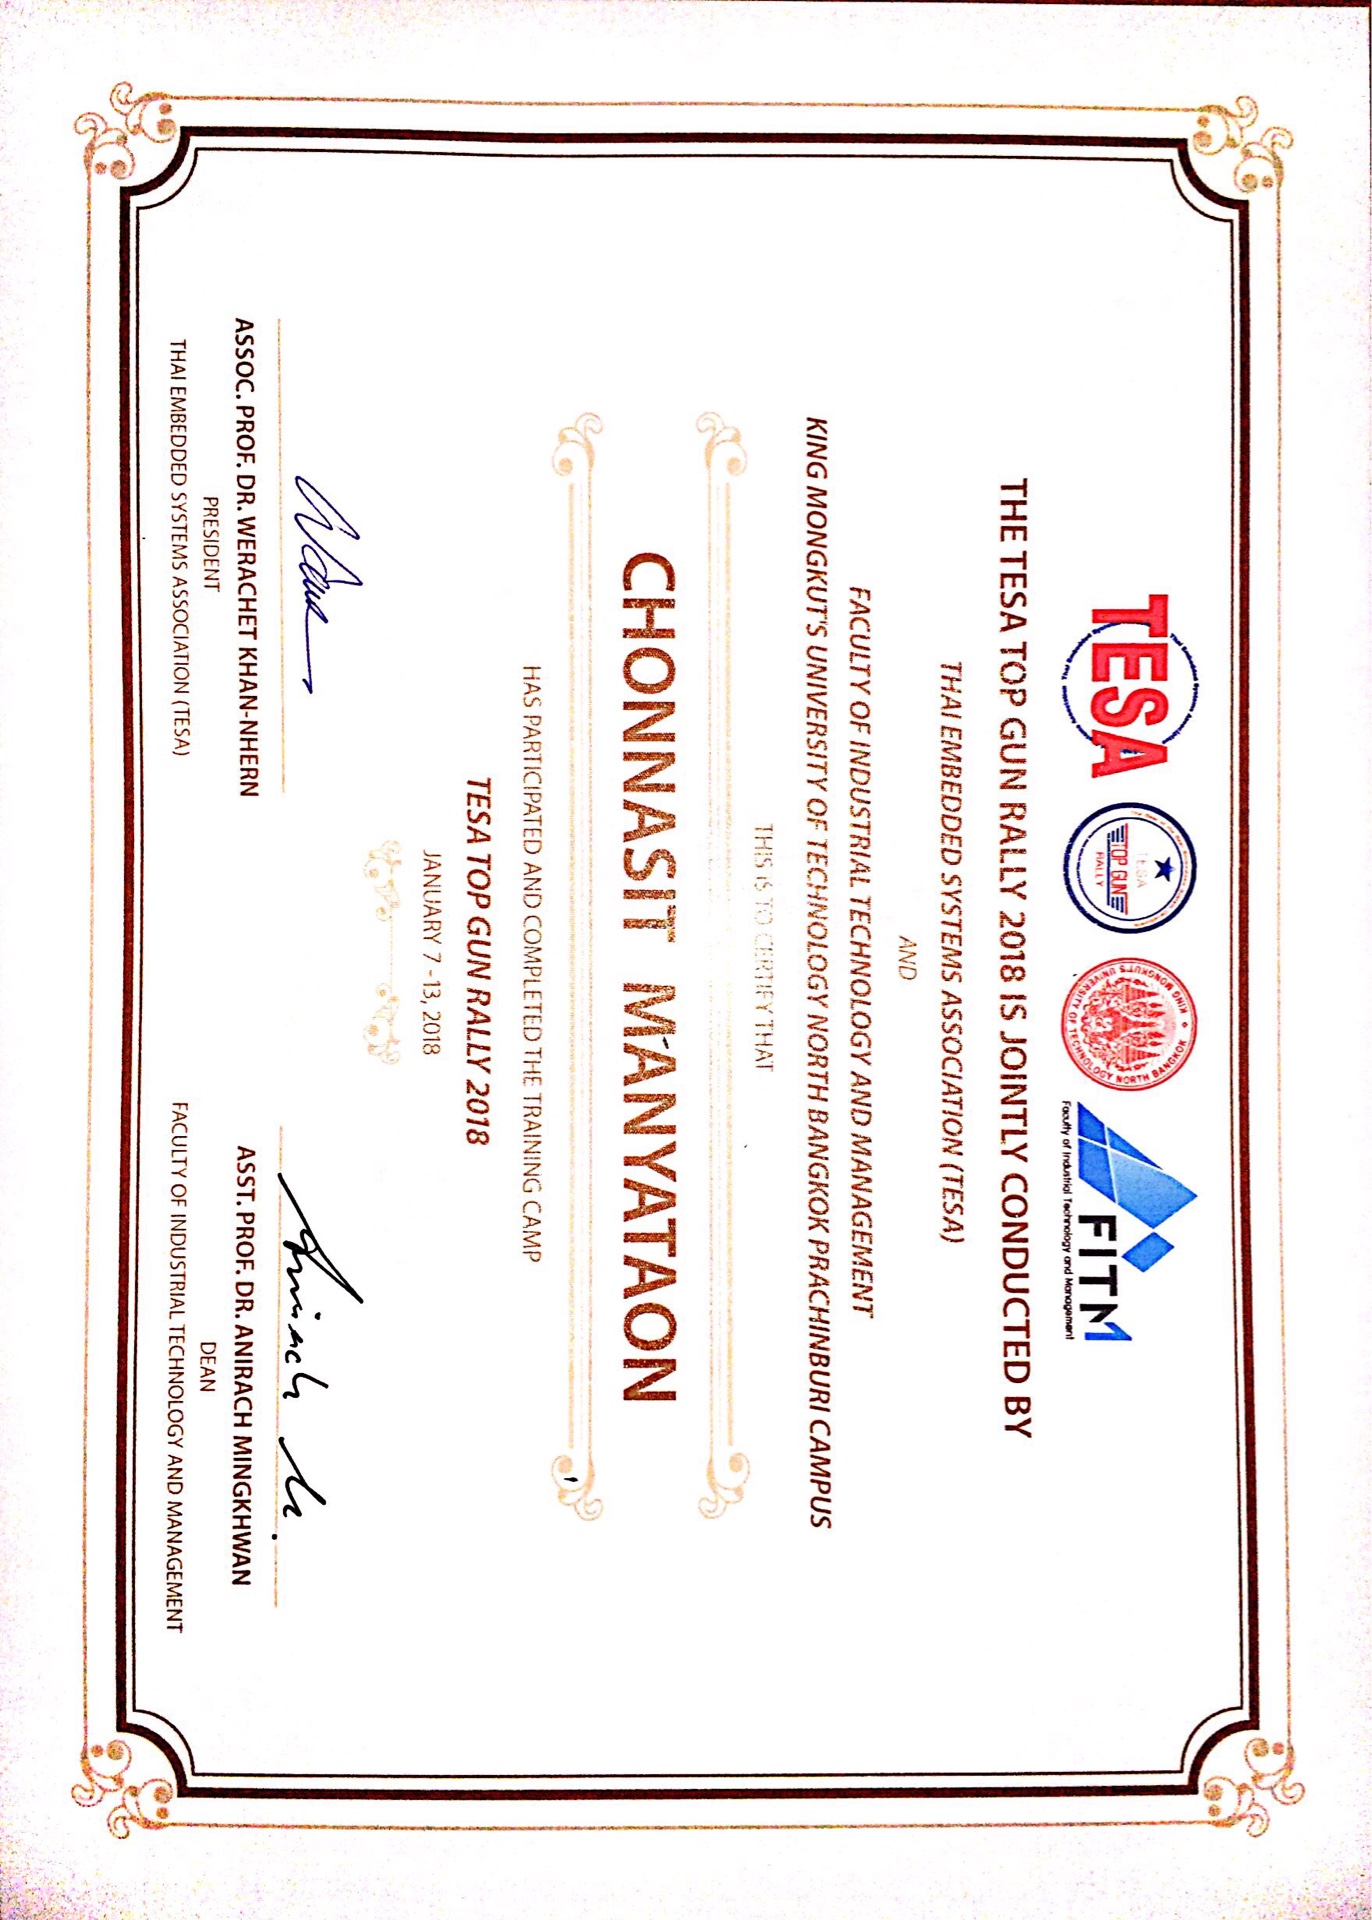 TESA
TESA
TOP GUN
RALLY
KING MONGKUT'S UNIVERSITY OF TECHNOLOGY NORTH BANGKOK
FITM
Faculty of Industrial Technology and Management
THE TESA TOP GUN RALLY 2018 IS JOINTLY CONDUCTED BY
THAI EMBEDDED SYSTEMS ASSOCIATION (TESA)
AND
FACULTY OF INDUSTRIAL TECHNOLOGY AND MANAGEMENT
KING MONGKUT'S UNIVERSITY OF TECHNOLOGY NORTH BANGKOK PRACHINBURI CAMPUS
THIS IS TO CERTIFY THAT
CHONNASIT MANYATAON
HAS PARTICIPATED AND COMPLETED THE TRAINING CAMP
TESA TOP GUN RALLY 2018
JANUARY 7 -13, 2018
Anirach M.
ASSOC. PROF. DR. WERACHET KHAN-NHERN
PRESIDENT
THAI EMBEDDED SYSTEMS ASSOCIATION (TESA)
ASST. PROF. DR. ANIRACH MINGKHWAN
DEAN
FACULTY OF INDUSTRIAL TECHNOLOGY AND MANAGEMENT